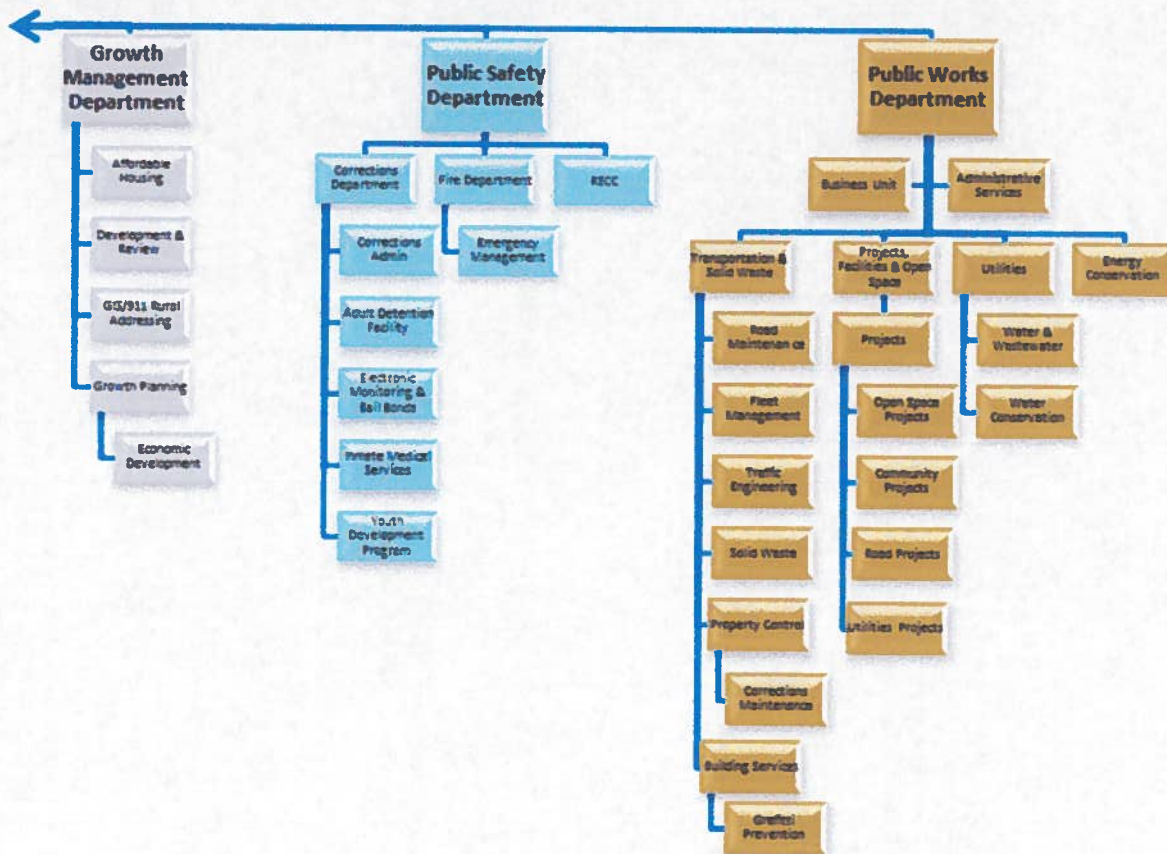 Growth
Management
Department
Affordable
Housing
Development &
Review
GIS/911 Rural
Addressing
Growth Planning
Economic
Development
Public Safety
Department
Corrections
Department
Fire Department
RECC
Corrections
Admin
Emergency
Management
Adult Detention
Facility
Electronic
Monitoring &
Bail Bonds
Inmate Medical
Services
Youth
Development
Program
Public Works
Department
Business Unit
Administrative
Services
Transportation &
Solid Waste
Projects,
Facilities & Open
Space
Utilities
Energy
Conservation
Road
Maintenance
Fleet
Management
Traffic
Engineering
Solid Waste
Property Control
Corrections
Maintenance
Building Services
Graffiti
Prevention
Projects
Open Space
Projects
Community
Projects
Road Projects
Utilities Projects
Water &
Wastewater
Water
Conservation